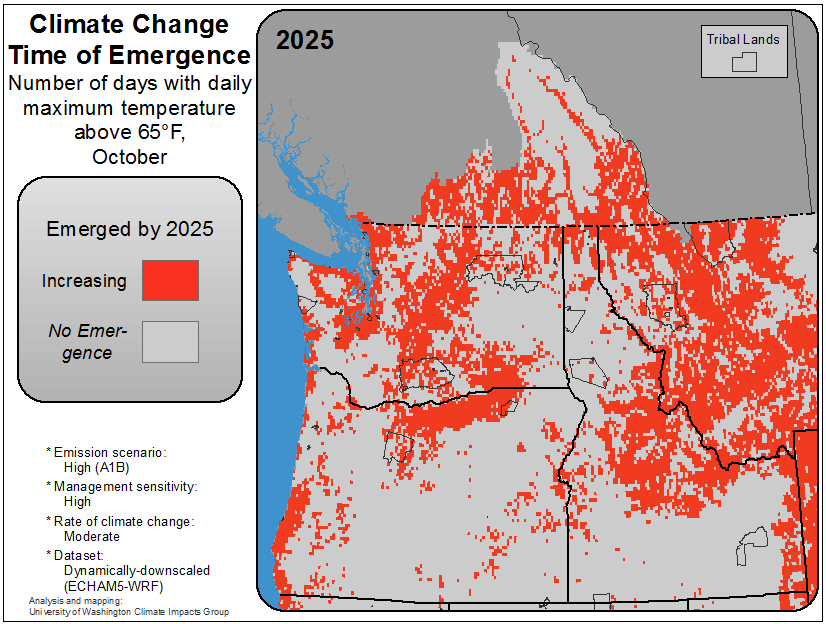 Climate Change
Time of Emergence
Number of days with daily
maximum temperature
above 65°F,
October
2025
Tribal Lands
Emerged by 2025
Increasing
No Emer-
gence
* Emission scenario:
High (A1B)
* Management sensitivity:
High
* Rate of climate change:
Moderate
* Dataset:
Dynamically-downscaled
(ECHAM5-WRF)
Analysis and mapping:
University of Washington Climate Impacts Group